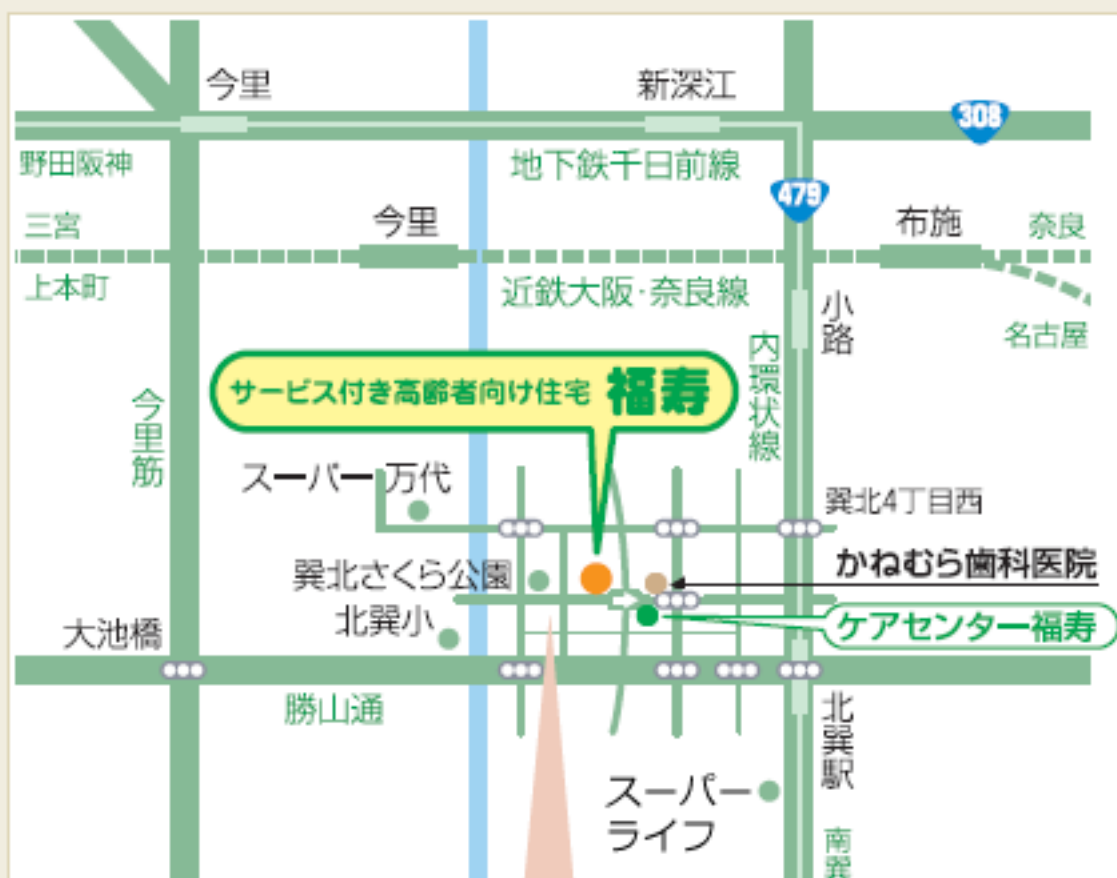 今里
新深江
308
野田阪神
地下鉄千日前線
479
三宮
今里
布施
奈良
上本町
近鉄大阪・奈良線
小路
名古屋
内環状線
サービス付き高齢者向け住宅 福寿
今里筋
スーパー万代
巽北4丁目西
かねむら歯科医院
巽北さくら公園
北巽小
ケアセンター福寿
大池橋
勝山通
北巽駅
スーパー
ライフ
南巽